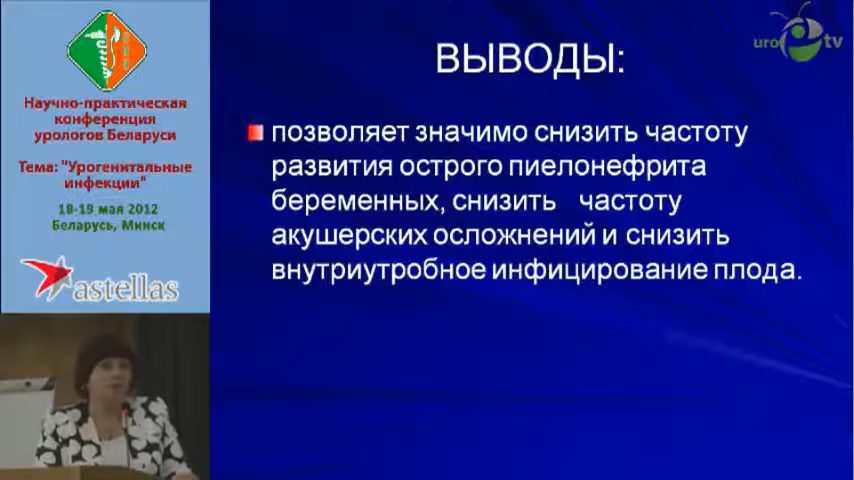 Научно-практическая
конференция
урологов Беларуси
Тема: "Урогенитальные
инфекции"
18-19 мая 2012
Беларусь, Минск
astellas
uro tv
ВЫВОДЫ:
позволяет значимо снизить частоту
развития острого пиелонефрита
беременных, снизить частоту
акушерских осложнений и снизить
внутриутробное инфицирование плода.